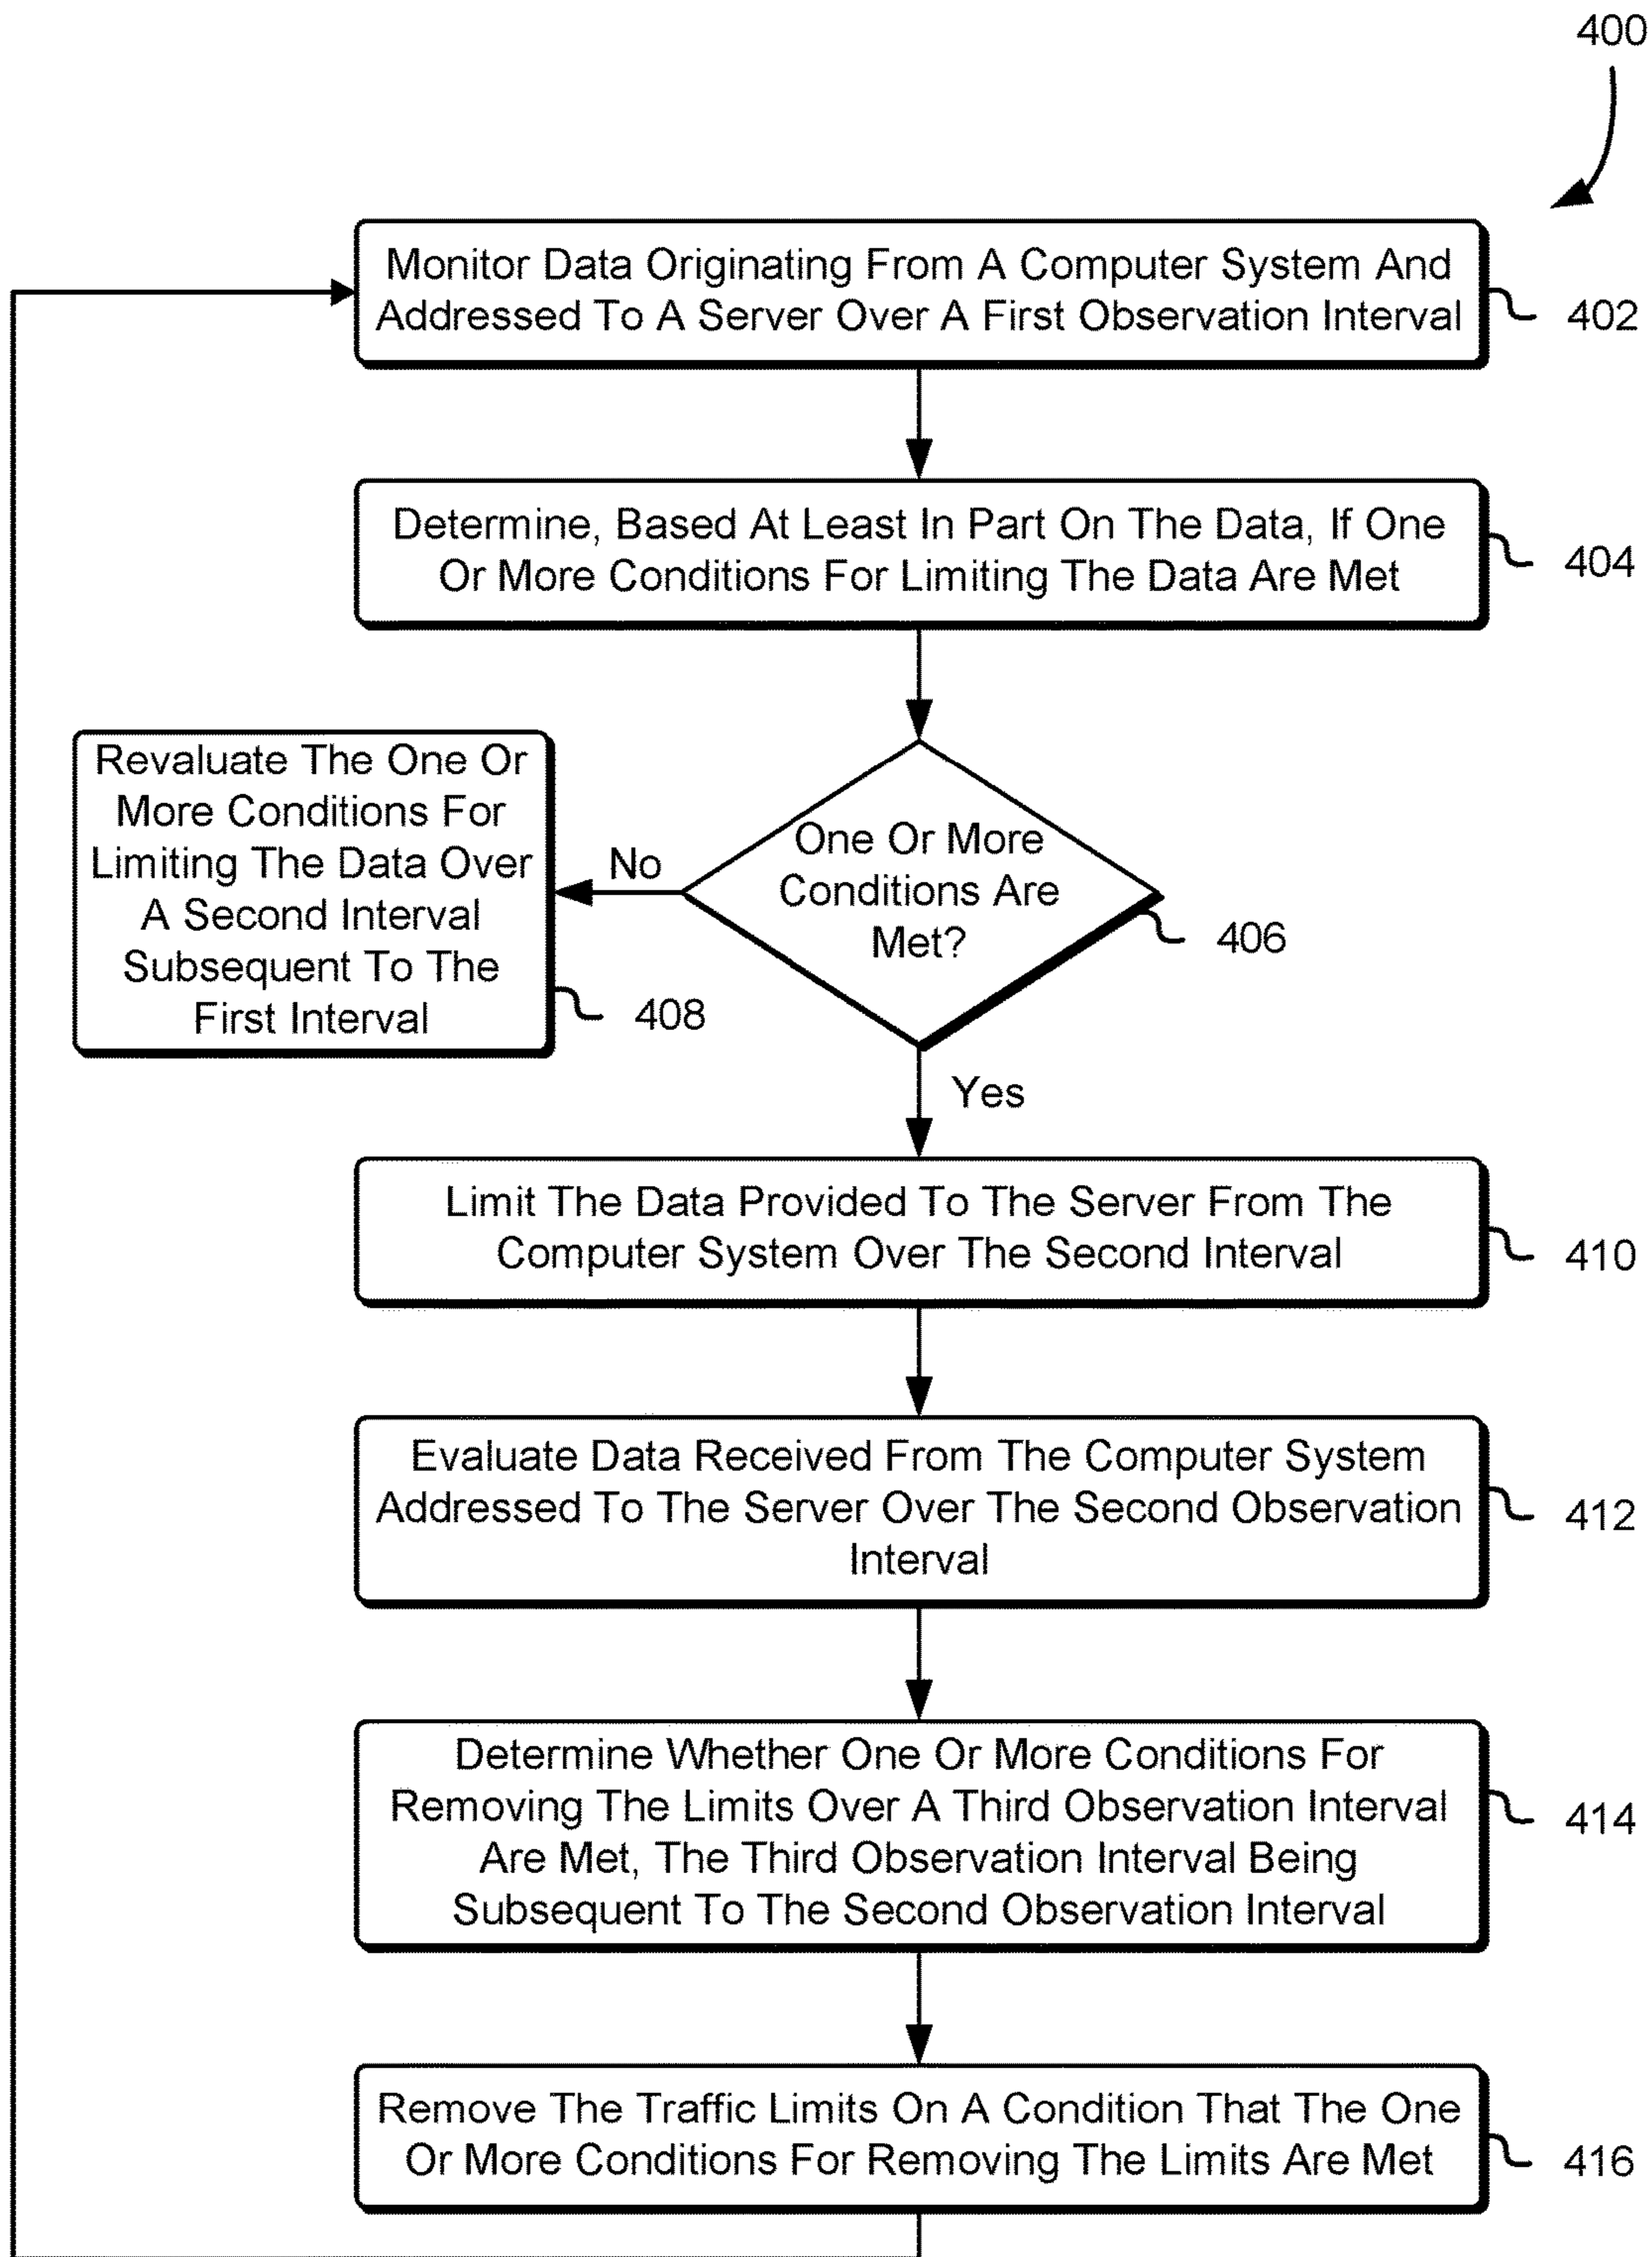 400
Monitor Data Originating From A Computer System And
Addressed To A Server Over A First Observation Interval
402
Determine, Based At Least In Part On The Data, If One
Or More Conditions For Limiting The Data Are Met
404
One Or More
Conditions Are
Met?
406
No
Revaluate The One Or
More Conditions For
Limiting The Data Over
A Second Interval
Subsequent To The
First Interval
408
Yes
Limit The Data Provided To The Server From The
Computer System Over The Second Interval
410
Evaluate Data Received From The Computer System
Addressed To The Server Over The Second Observation
Interval
412
Determine Whether One Or More Conditions For
Removing The Limits Over A Third Observation Interval
Are Met, The Third Observation Interval Being
Subsequent To The Second Observation Interval
414
Remove The Traffic Limits On A Condition That The One
Or More Conditions For Removing The Limits Are Met
416